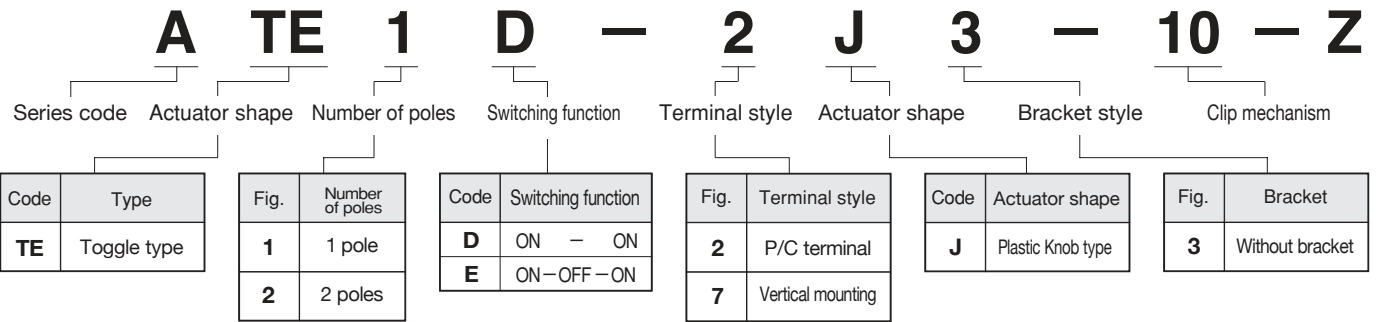 A TE 1 D － 2 J 3 － 10 － Z
Series code Actuator shape Number of poles Switching function Terminal style Actuator shape Bracket style Clip mechanism
Code Type
TE Toggle type
Fig. Number of poles
1 1 pole
2 2 poles
Code Switching function
D ON － ON
E ON－OFF－ON
Fig. Terminal style
2 P/C terminal
7 Vertical mounting
Code Actuator shape
J Plastic Knob type
Fig. Bracket
3 Without bracket